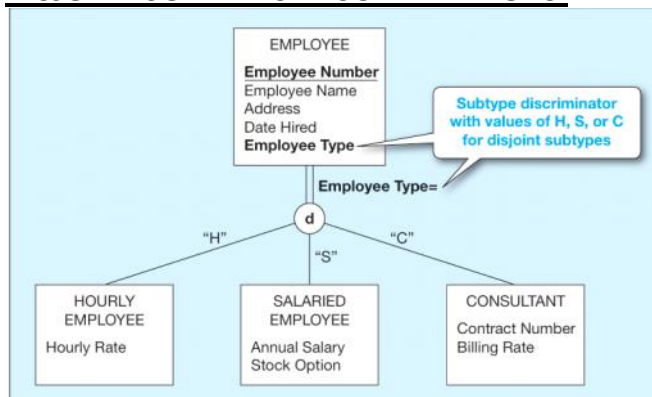 EMPLOYEE
Employee Number
Employee Name
Address
Date Hired
Employee Type
Subtype discriminator
with values of H, S, or C
for disjoint subtypes
Employee Type=
d
"H"
"S"
"C"
HOURLY
EMPLOYEE
Hourly Rate
SALARIED
EMPLOYEE
Annual Salary
Stock Option
CONSULTANT
Contract Number
Billing Rate